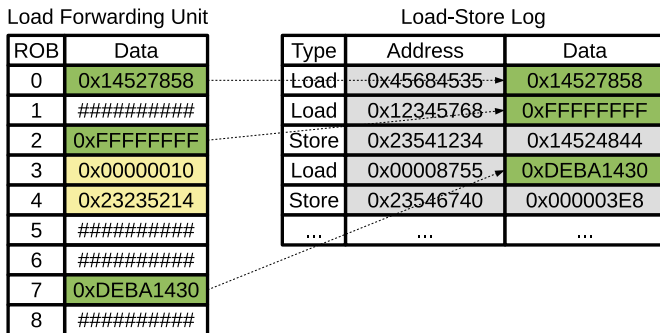 Load Forwarding Unit
ROB Data
0 0x14527858
1 ##########
2 0xFFFFFFFF
3 0x00000010
4 0x23235214
5 ##########
6 ##########
7 0xDEBA1430
8 ##########
Load-Store Log
Type Address Data
Load 0x45684535 0x14527858
Load 0x12345768 0xFFFFFFFF
Store 0x23541234 0x14524844
Load 0x00008755 0xDEBA1430
Store 0x23546740 0x000003E8
... ... ...